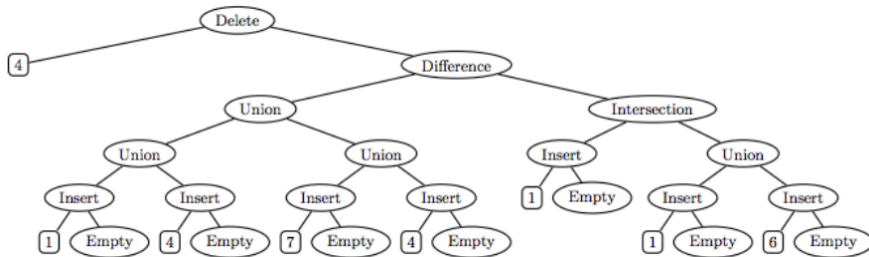 Delete
4 Difference
Union Intersection
Union Union Insert Union
Insert Insert Insert Insert 1 Empty Insert Insert
1 Empty 4 Empty 7 Empty 4 Empty 1 Empty 6 Empty